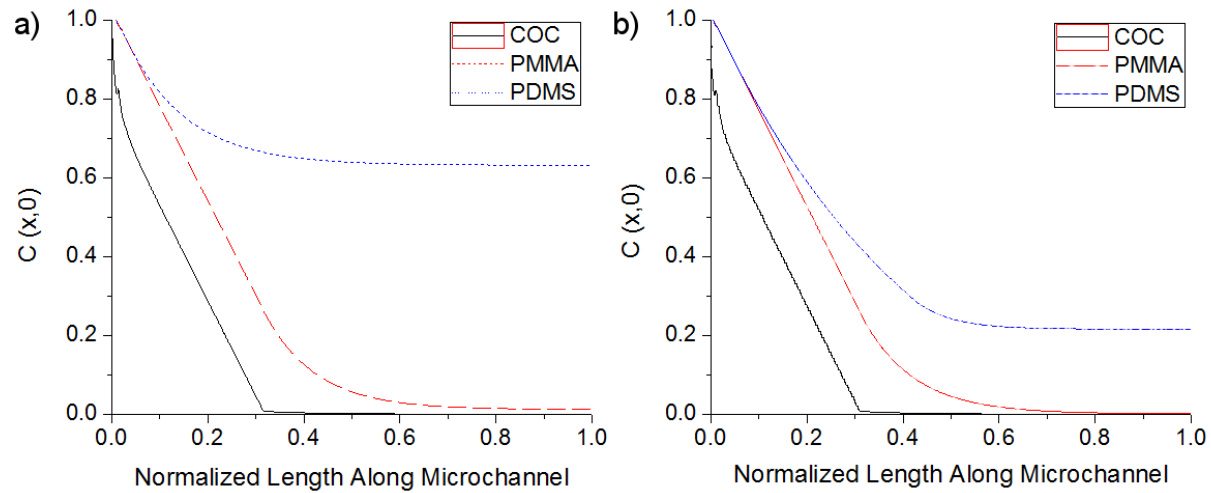 a)
COC
PMMA
PDMS
1.0
0.8
0.6
0.4
0.2
0.0
C (x,0)
0.0 0.2 0.4 0.6 0.8 1.0
Normalized Length Along Microchannel
b)
COC
PMMA
PDMS
1.0
0.8
0.6
0.4
0.2
0.0
C (x,0)
0.0 0.2 0.4 0.6 0.8 1.0
Normalized Length Along Microchannel